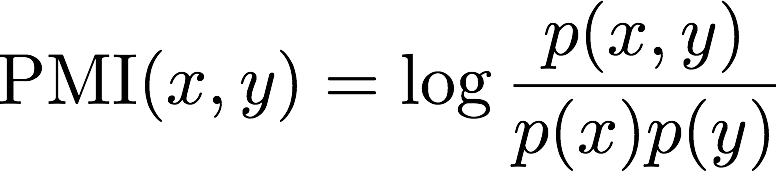 PMI(x, y) = log p(x, y) / p(x)p(y)